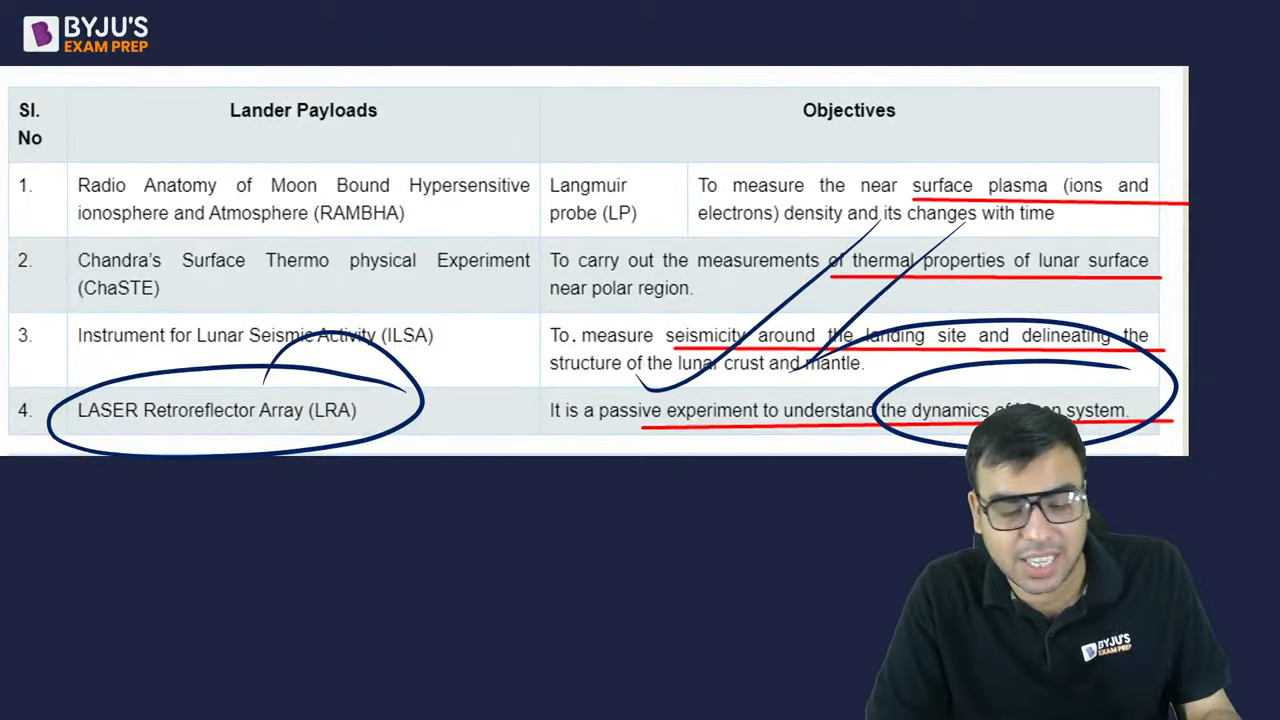 BYJU'S
EXAM PREP
Sl.
No
Lander Payloads
Objectives
1.
Radio Anatomy of Moon Bound Hypersensitive
ionosphere and Atmosphere (RAMBHA)
Langmuir
probe (LP)
To measure the near surface plasma (ions and
electrons) density and its changes with time
2.
Chandra's Surface Thermo physical Experiment
(ChaSTE)
To carry out the measurements of thermal properties of lunar surface
near polar region.
3.
Instrument for Lunar Seismic Activity (ILSA)
To. measure seismicity around the landing site and delineating the
structure of the lunar crust and mantle.
4.
LASER Retroreflector Array (LRA)
It is a passive experiment to understand the dynamics of system.
BYJU'S
EXAM PREP